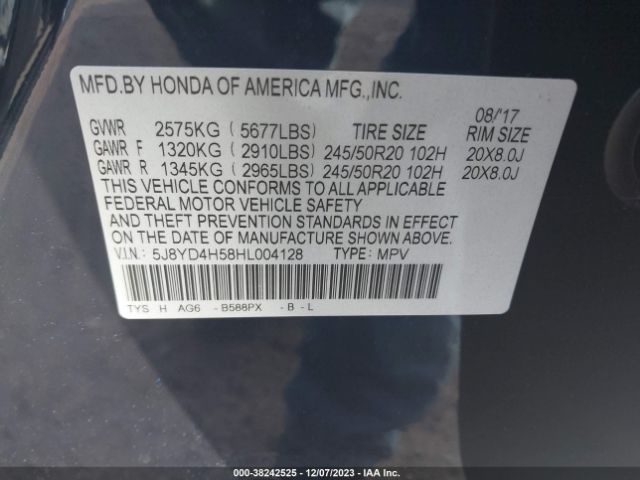 MFD.BY HONDA OF AMERICA MFG.,INC.
08/'17
GVWR 2575KG ( 5677LBS) TIRE SIZE RIM SIZE
GAWR F 1320KG ( 2910LBS) 245/50R20 102H 20X8.0J
GAWR R 1345KG ( 2965LBS) 245/50R20 102H 20X8.0J
THIS VEHICLE CONFORMS TO ALL APPLICABLE
FEDERAL MOTOR VEHICLE SAFETY
AND THEFT PREVENTION STANDARDS IN EFFECT
ON THE DATE OF MANUFACTURE SHOWN ABOVE.
V.I.N.: 5J8YD4H58HL004128 TYPE: MPV
TYS H AG6 - B588PX - B - L
000-38242525 - 12/07/2023 - IAA Inc.